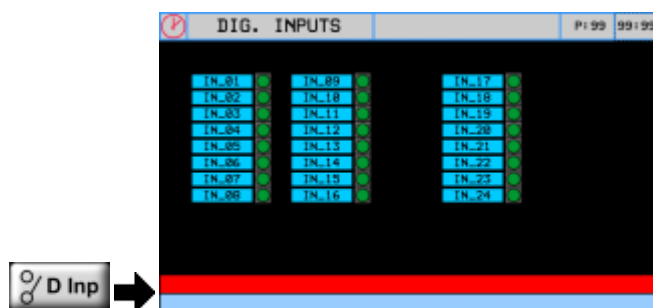 DIG. INPUTS P:99 99:99
IN_01 IN_09 IN_17
IN_02 IN_10 IN_18
IN_03 IN_11 IN_19
IN_04 IN_12 IN_20
IN_05 IN_13 IN_21
IN_06 IN_14 IN_22
IN_07 IN_15 IN_23
IN_08 IN_16 IN_24
D Inp